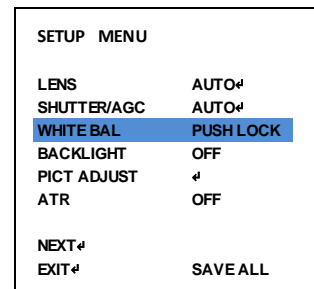 SETUP MENU
LENS AUTO↵
SHUTTER/AGC AUTO↵
WHITE BAL PUSH LOCK
BACKLIGHT OFF
PICT ADJUST ↵
ATR OFF
NEXT↵
EXIT↵ SAVE ALL